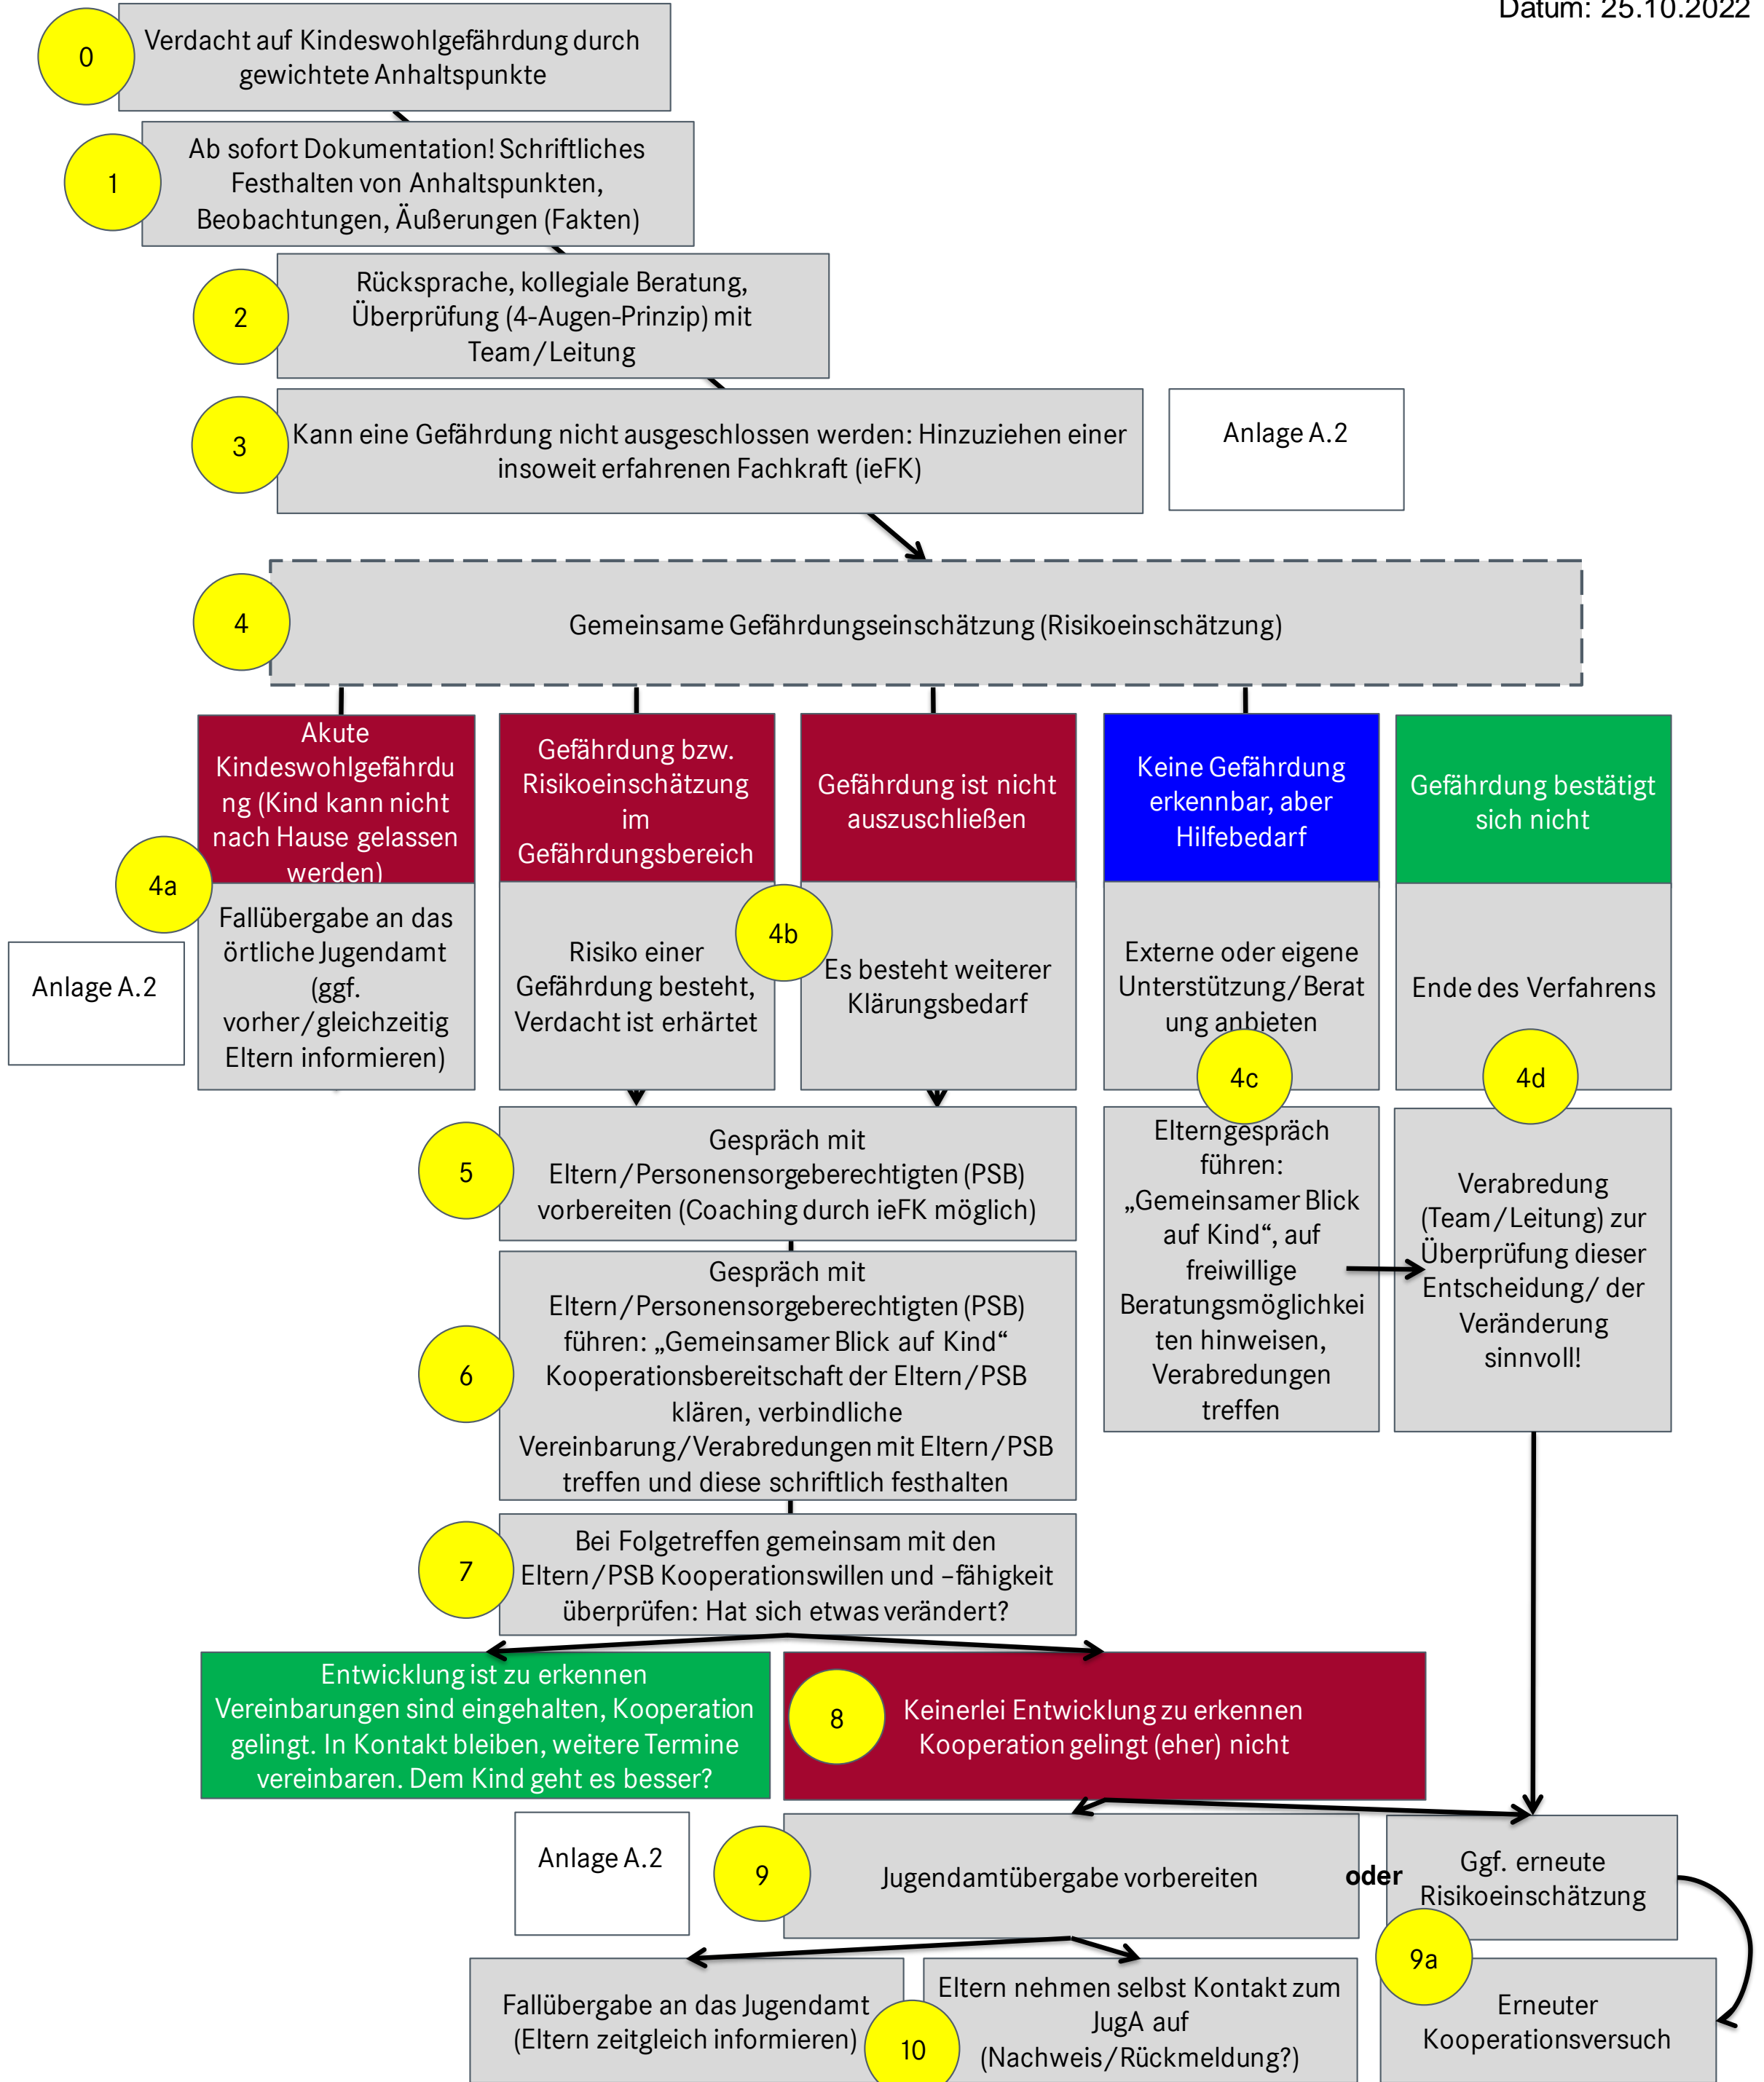 Datum: 25.10.2022
0
Verdacht auf Kindeswohlgefährdung durch
gewichtete Anhaltspunkte
1
Ab sofort Dokumentation! Schriftliches
Festhalten von Anhaltspunkten,
Beobachtungen, Äußerungen (Fakten)
2
Rücksprache, kollegiale Beratung,
Überprüfung (4-Augen-Prinzip) mit
Team/Leitung
3
Kann eine Gefährdung nicht ausgeschlossen werden: Hinzuziehen einer
insoweit erfahrenen Fachkraft (ieFK)
Anlage A.2
4
Gemeinsame Gefährdungseinschätzung (Risikoeinschätzung)
Akute
Kindeswohlgefährdu
ng (Kind kann nicht
nach Hause gelassen
werden)
4a
Fallübergabe an das
örtliche Jugendamt
(ggf.
vorher/gleichzeitig
Eltern informieren)
Anlage A.2
Gefährdung bzw.
Risikoeinschätzung
im
Gefährdungsbereich
Risiko einer
Gefährdung besteht,
Verdacht ist erhärtet
4b
Gefährdung ist nicht
auszuschließen
Es besteht weiterer
Klärungsbedarf
Keine Gefährdung
erkennbar, aber
Hilfebedarf
Externe oder eigene
Unterstützung/Berat
ung anbieten
4c
Elterngespräch
führen:
„Gemeinsamer Blick
auf Kind“, auf
freiwillige
Beratungsmöglichkei
ten hinweisen,
Verabredungen
treffen
Gefährdung bestätigt
sich nicht
Ende des Verfahrens
4d
Verabredung
(Team/Leitung) zur
Überprüfung dieser
Entscheidung/ der
Veränderung
sinnvoll!
5
Gespräch mit
Eltern/Personensorgeberechtigten (PSB)
vorbereiten (Coaching durch ieFK möglich)
6
Gespräch mit
Eltern/Personensorgeberechtigten (PSB)
führen: „Gemeinsamer Blick auf Kind“
Kooperationsbereitschaft der Eltern/PSB
klären, verbindliche
Vereinbarung/Verabredungen mit Eltern/PSB
treffen und diese schriftlich festhalten
7
Bei Folgetreffen gemeinsam mit den
Eltern/PSB Kooperationswillen und –fähigkeit
überprüfen: Hat sich etwas verändert?
Entwicklung ist zu erkennen
Vereinbarungen sind eingehalten, Kooperation
gelingt. In Kontakt bleiben, weitere Termine
vereinbaren. Dem Kind geht es besser?
8
Keinerlei Entwicklung zu erkennen
Kooperation gelingt (eher) nicht
Anlage A.2
9
Jugendamtübergabe vorbereiten
oder
Ggf. erneute
Risikoeinschätzung
9a
Fallübergabe an das Jugendamt
(Eltern zeitgleich informieren)
10
Eltern nehmen selbst Kontakt zum
JugA auf
(Nachweis/Rückmeldung?)
Erneuter
Kooperationsversuch